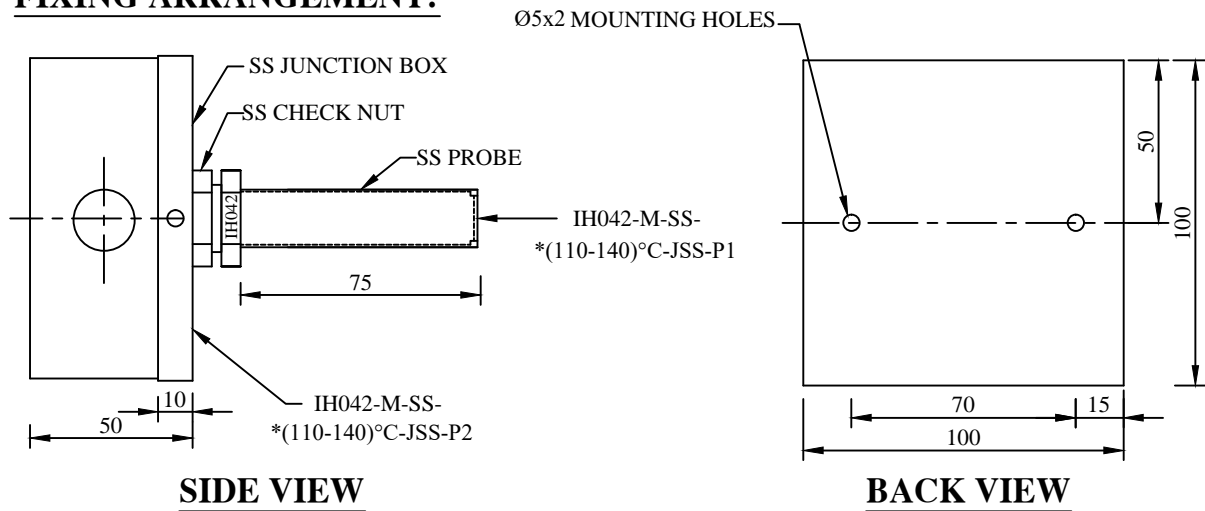 FIXING ARRANGEMENT:
Ø5x2 MOUNTING HOLES
SS JUNCTION BOX
SS CHECK NUT
SS PROBE
IH042
IH042-M-SS-
*(110-140)°C-JSS-P1
75
10
50
IH042-M-SS-
*(110-140)°C-JSS-P2
SIDE VIEW
50
100
70
15
100
BACK VIEW